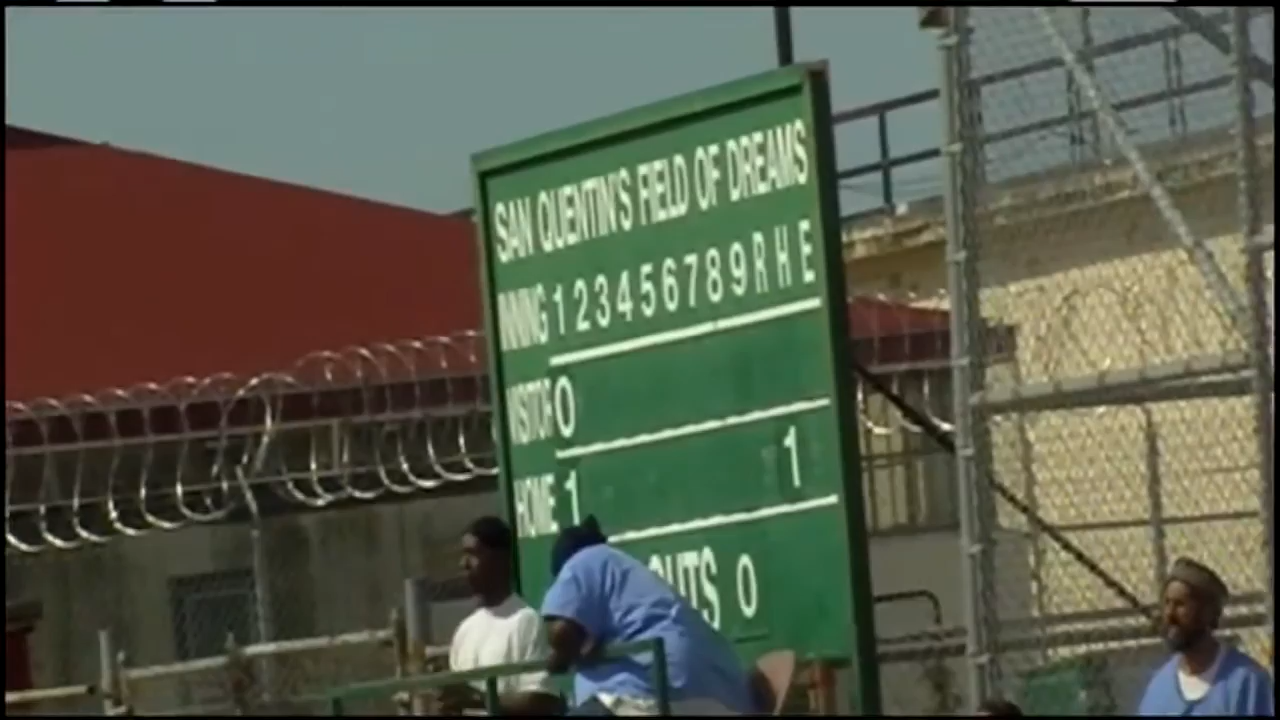 SAN QUENTIN'S FIELD OF DREAMS
INNING 1 2 3 4 5 6 7 8 9 R H E
VISITOR 0
HOME 1 1
OUTS 0